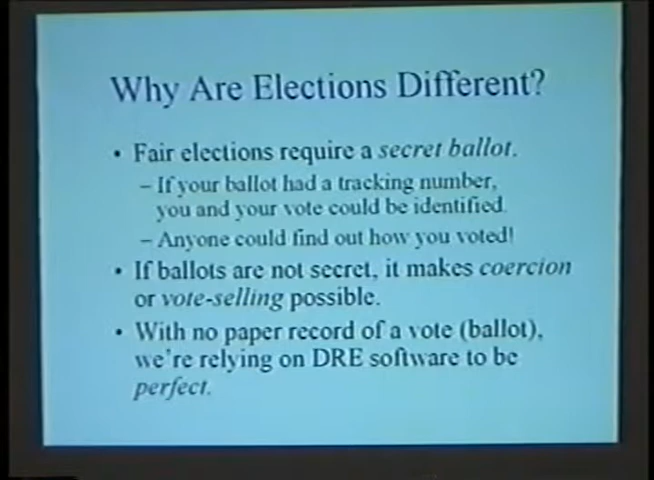 Why Are Elections Different?
• Fair elections require a secret ballot.
– If your ballot had a tracking number,
you and your vote could be identified.
– Anyone could find out how you voted!
• If ballots are not secret, it makes coercion
or vote-selling possible.
• With no paper record of a vote (ballot),
we're relying on DRE software to be
perfect.